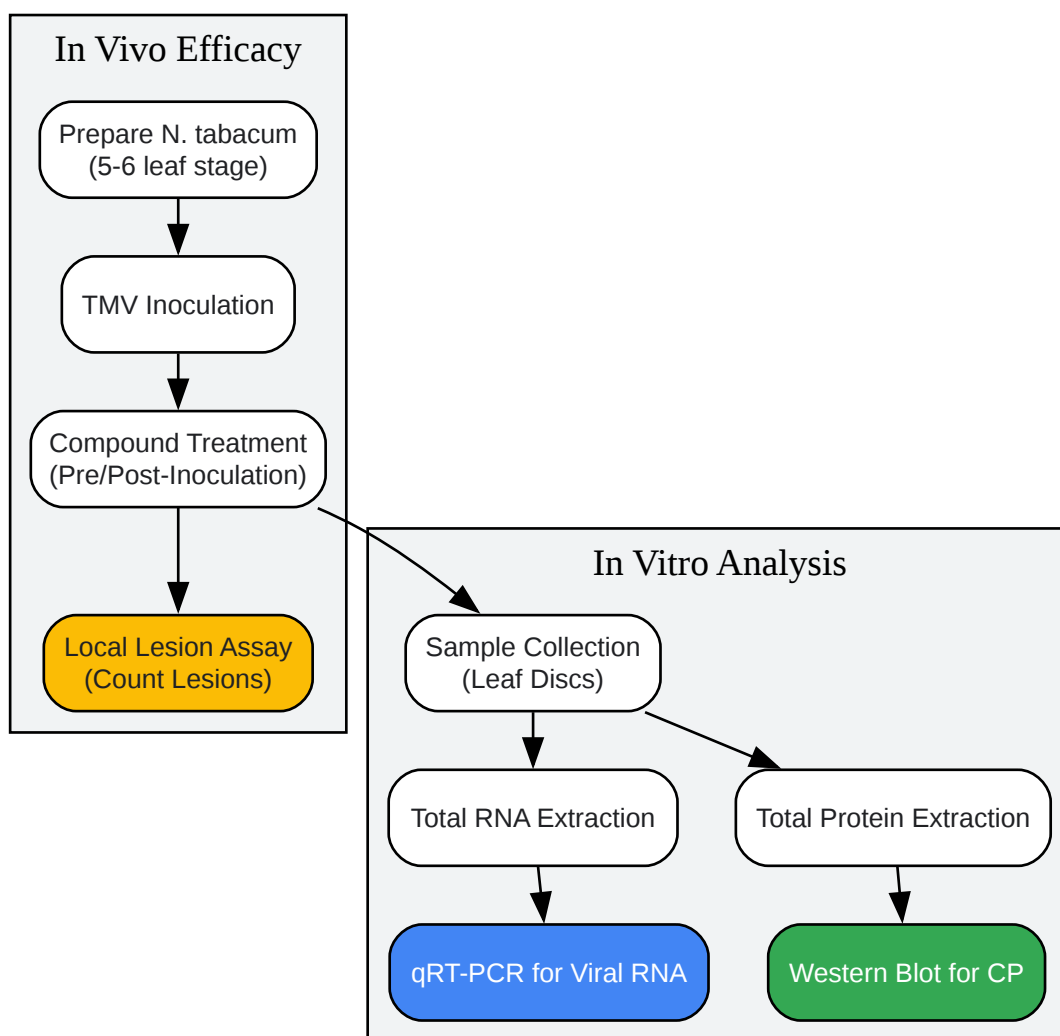 In Vivo Efficacy
Prepare N. tabacum
(5-6 leaf stage)
TMV Inoculation
Compound Treatment
(Pre/Post-Inoculation)
Local Lesion Assay
(Count Lesions)
In Vitro Analysis
Sample Collection
(Leaf Discs)
Total RNA Extraction
Total Protein Extraction
qRT-PCR for Viral RNA
Western Blot for CP